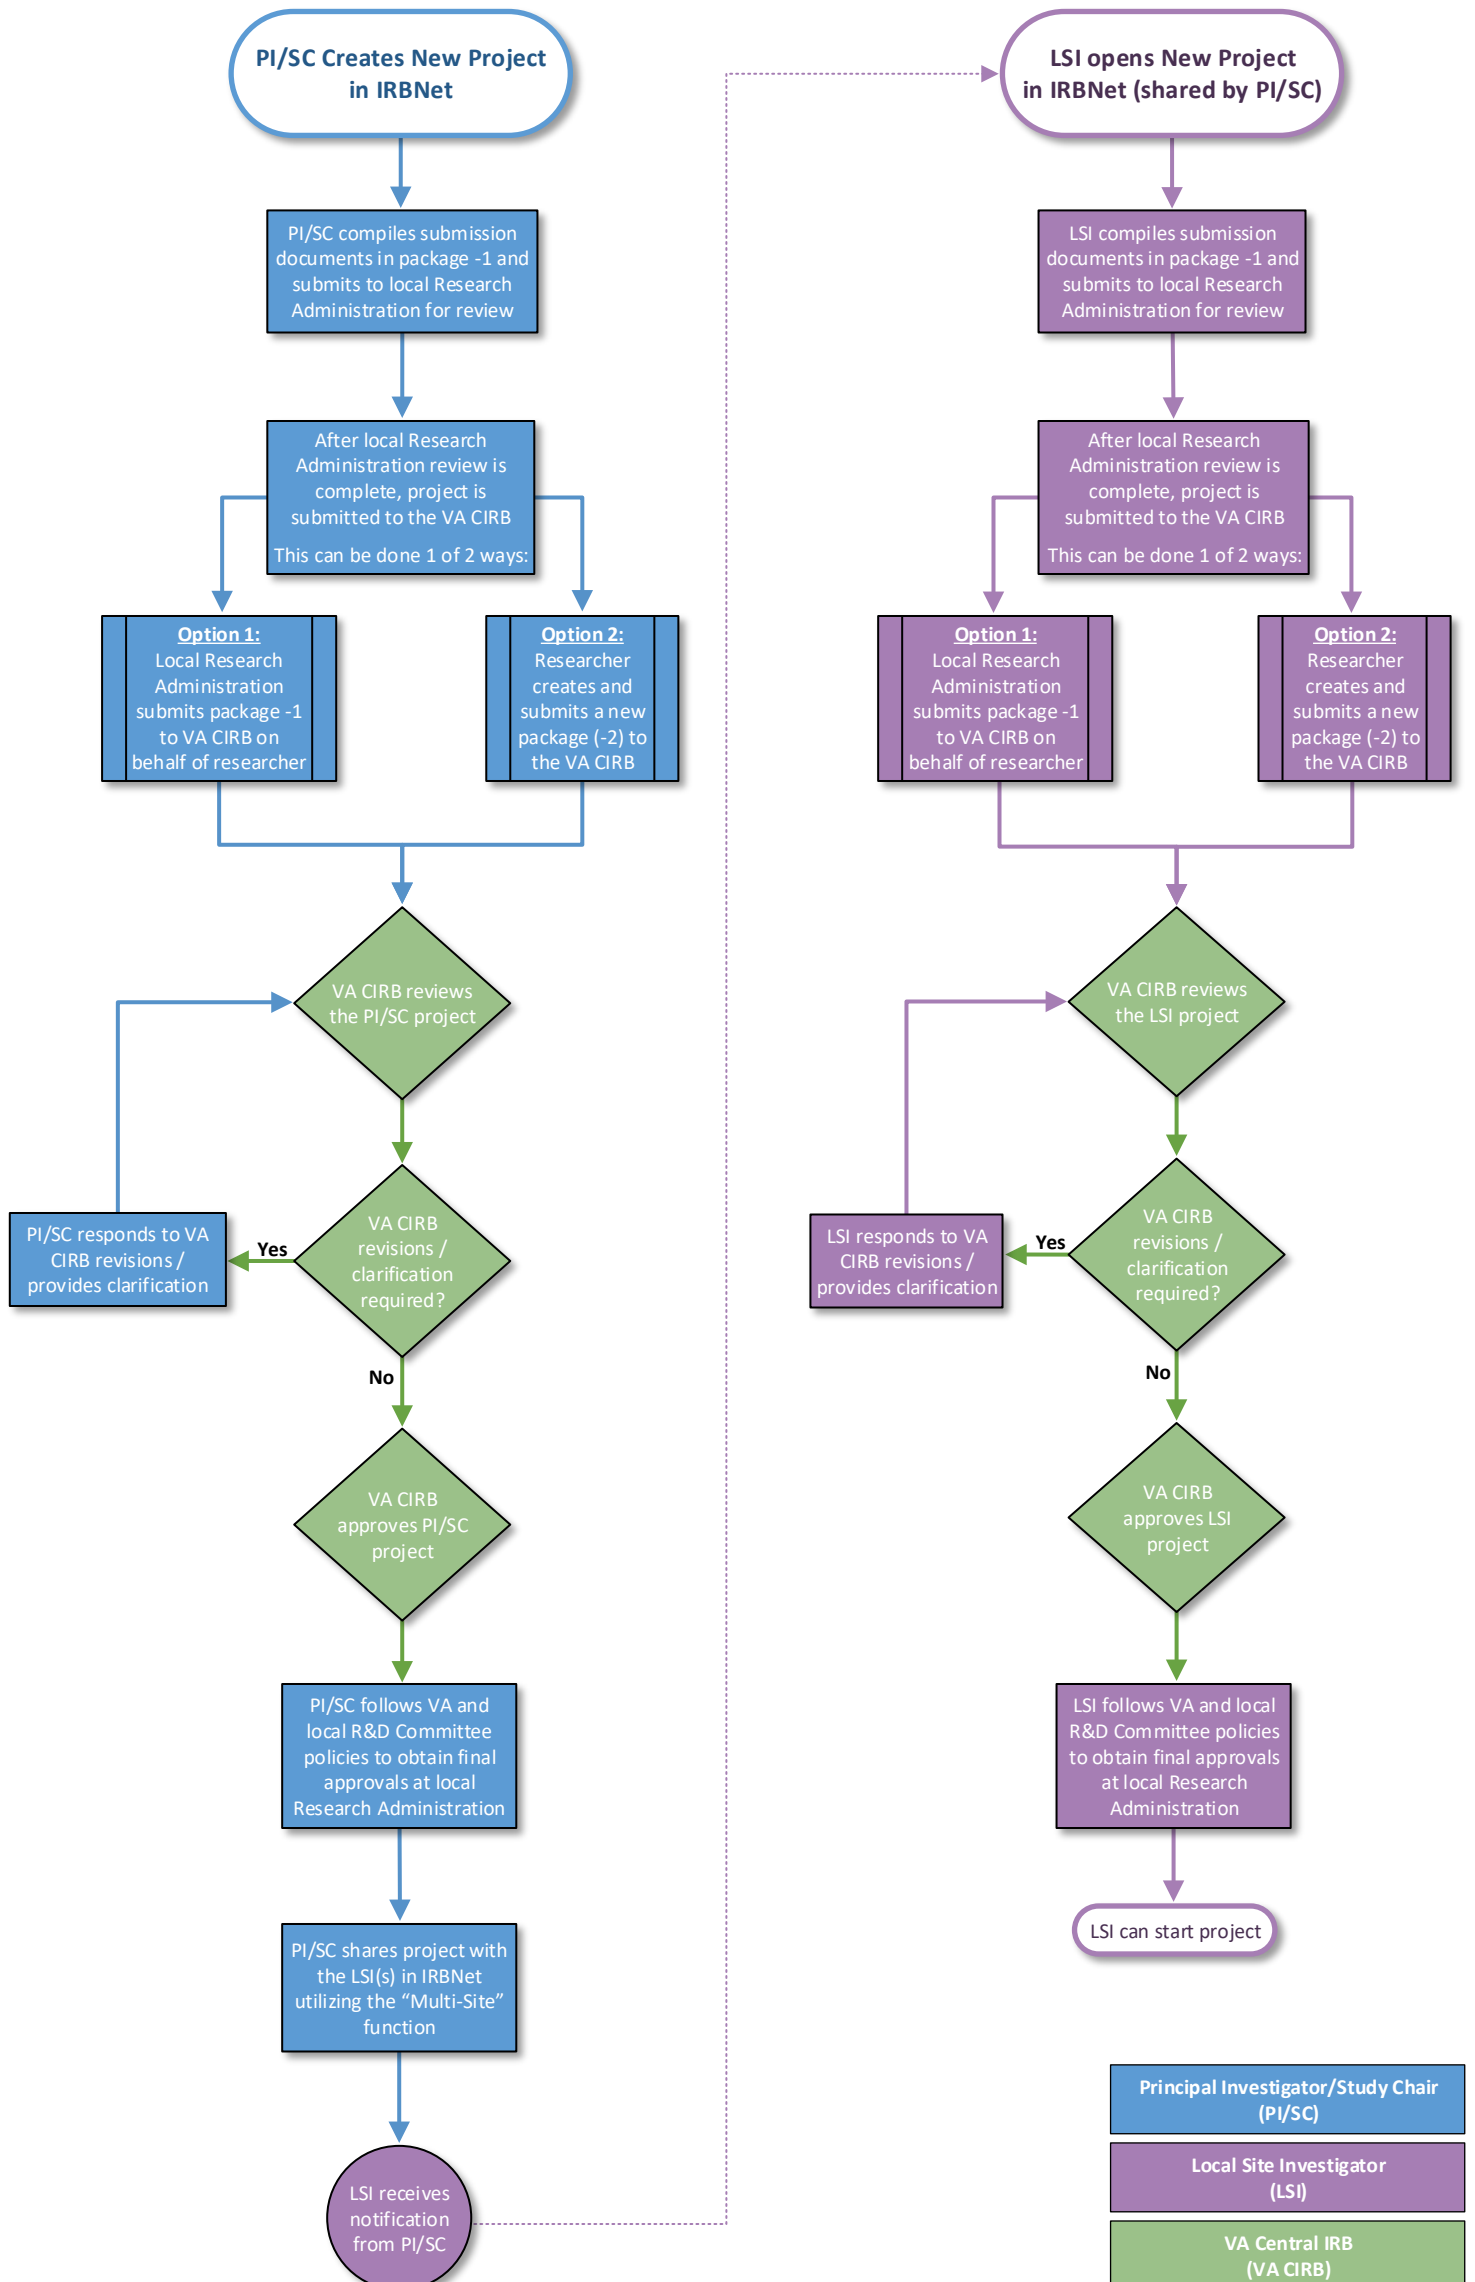 PI/SC Creates New Project
in IRBNet
PI/SC compiles submission
documents in package -1 and
submits to local Research
Administration for review
After local Research
Administration review is
complete, project is
submitted to the VA CIRB
This can be done 1 of 2 ways:
Option 1:
Local Research
Administration
submits package -1
to VA CIRB on
behalf of researcher
Option 2:
Researcher
creates and
submits a new
package (-2) to
the VA CIRB
VA CIRB reviews
the PI/SC project
VA CIRB
revisions /
clarification
required?
Yes
PI/SC responds to VA
CIRB revisions /
provides clarification
No
VA CIRB
approves PI/SC
project
PI/SC follows VA and
local R&D Committee
policies to obtain final
approvals at local
Research Administration
PI/SC shares project with
the LSI(s) in IRBNet
utilizing the “Multi-Site”
function
LSI receives
notification
from PI/SC
LSI opens New Project
in IRBNet (shared by PI/SC)
LSI compiles submission
documents in package -1 and
submits to local Research
Administration for review
After local Research
Administration review is
complete, project is
submitted to the VA CIRB
This can be done 1 of 2 ways:
Option 1:
Local Research
Administration
submits package -1
to VA CIRB on
behalf of researcher
Option 2:
Researcher
creates and
submits a new
package (-2) to
the VA CIRB
VA CIRB reviews
the LSI project
VA CIRB
revisions /
clarification
required?
Yes
LSI responds to VA
CIRB revisions /
provides clarification
No
VA CIRB
approves LSI
project
LSI follows VA and local
R&D Committee policies
to obtain final approvals
at local Research
Administration
LSI can start project
Principal Investigator/Study Chair
(PI/SC)
Local Site Investigator
(LSI)
VA Central IRB
(VA CIRB)